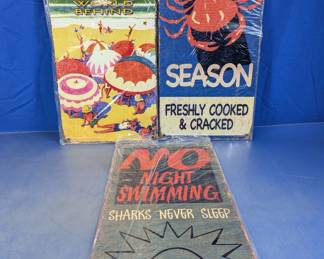 WORLD
BEHIND
SEASON
FRESHLY COOKED
& CRACKED
NO
NIGHT
SWIMMING
SHARKS NEVER SLEEP